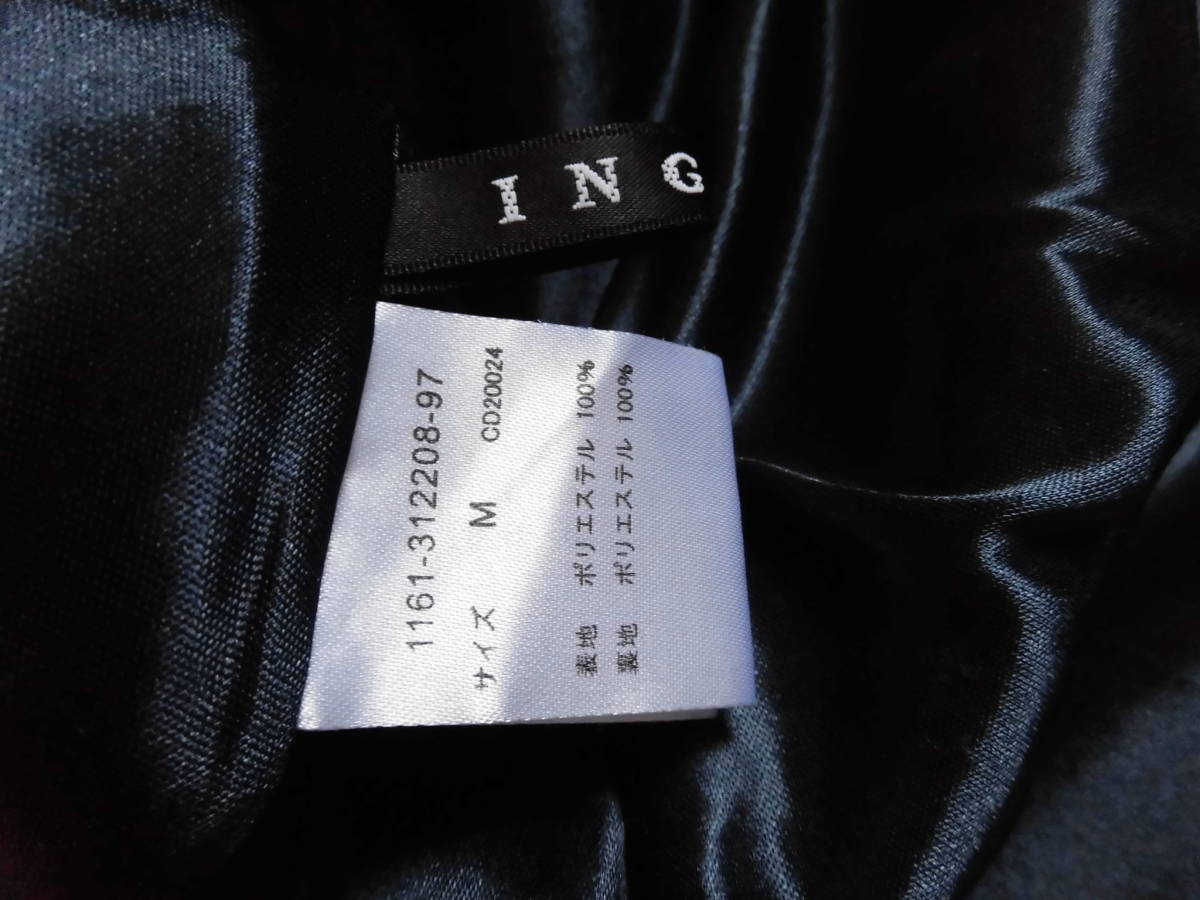 ING
1161-312208-97
サイズ M CD20024
表地 ポリエステル 100%
裏地 ポリエステル 100%